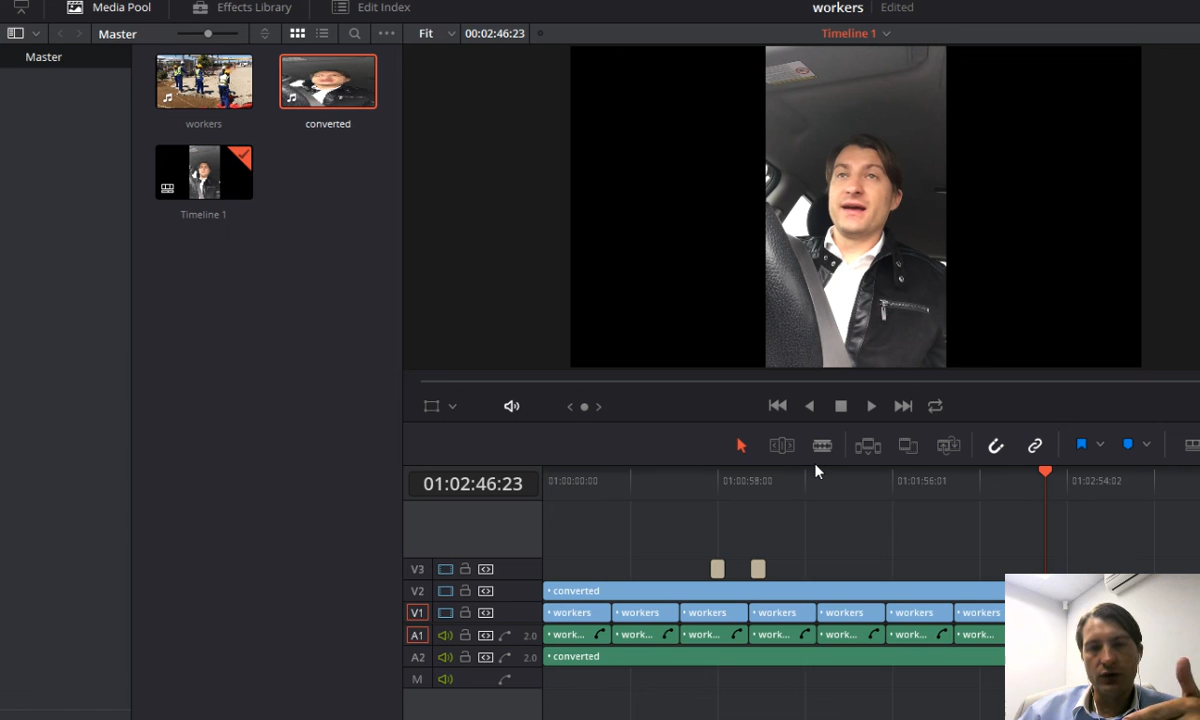 Media Pool Effects Library Edit Index workers Edited
Master Fit 00:02:46:23 Timeline 1
Master
workers converted
Timeline 1
01:02:46:23 01:00:00:00 01:00:58:00 01:01:56:01 01:02:54:02
V3
V2 • converted
V1 • workers • workers • workers • workers • workers • workers • workers
A1 2.0 • work... • work... • work... • work... • work... • work... • work...
A2 2.0 • converted
M